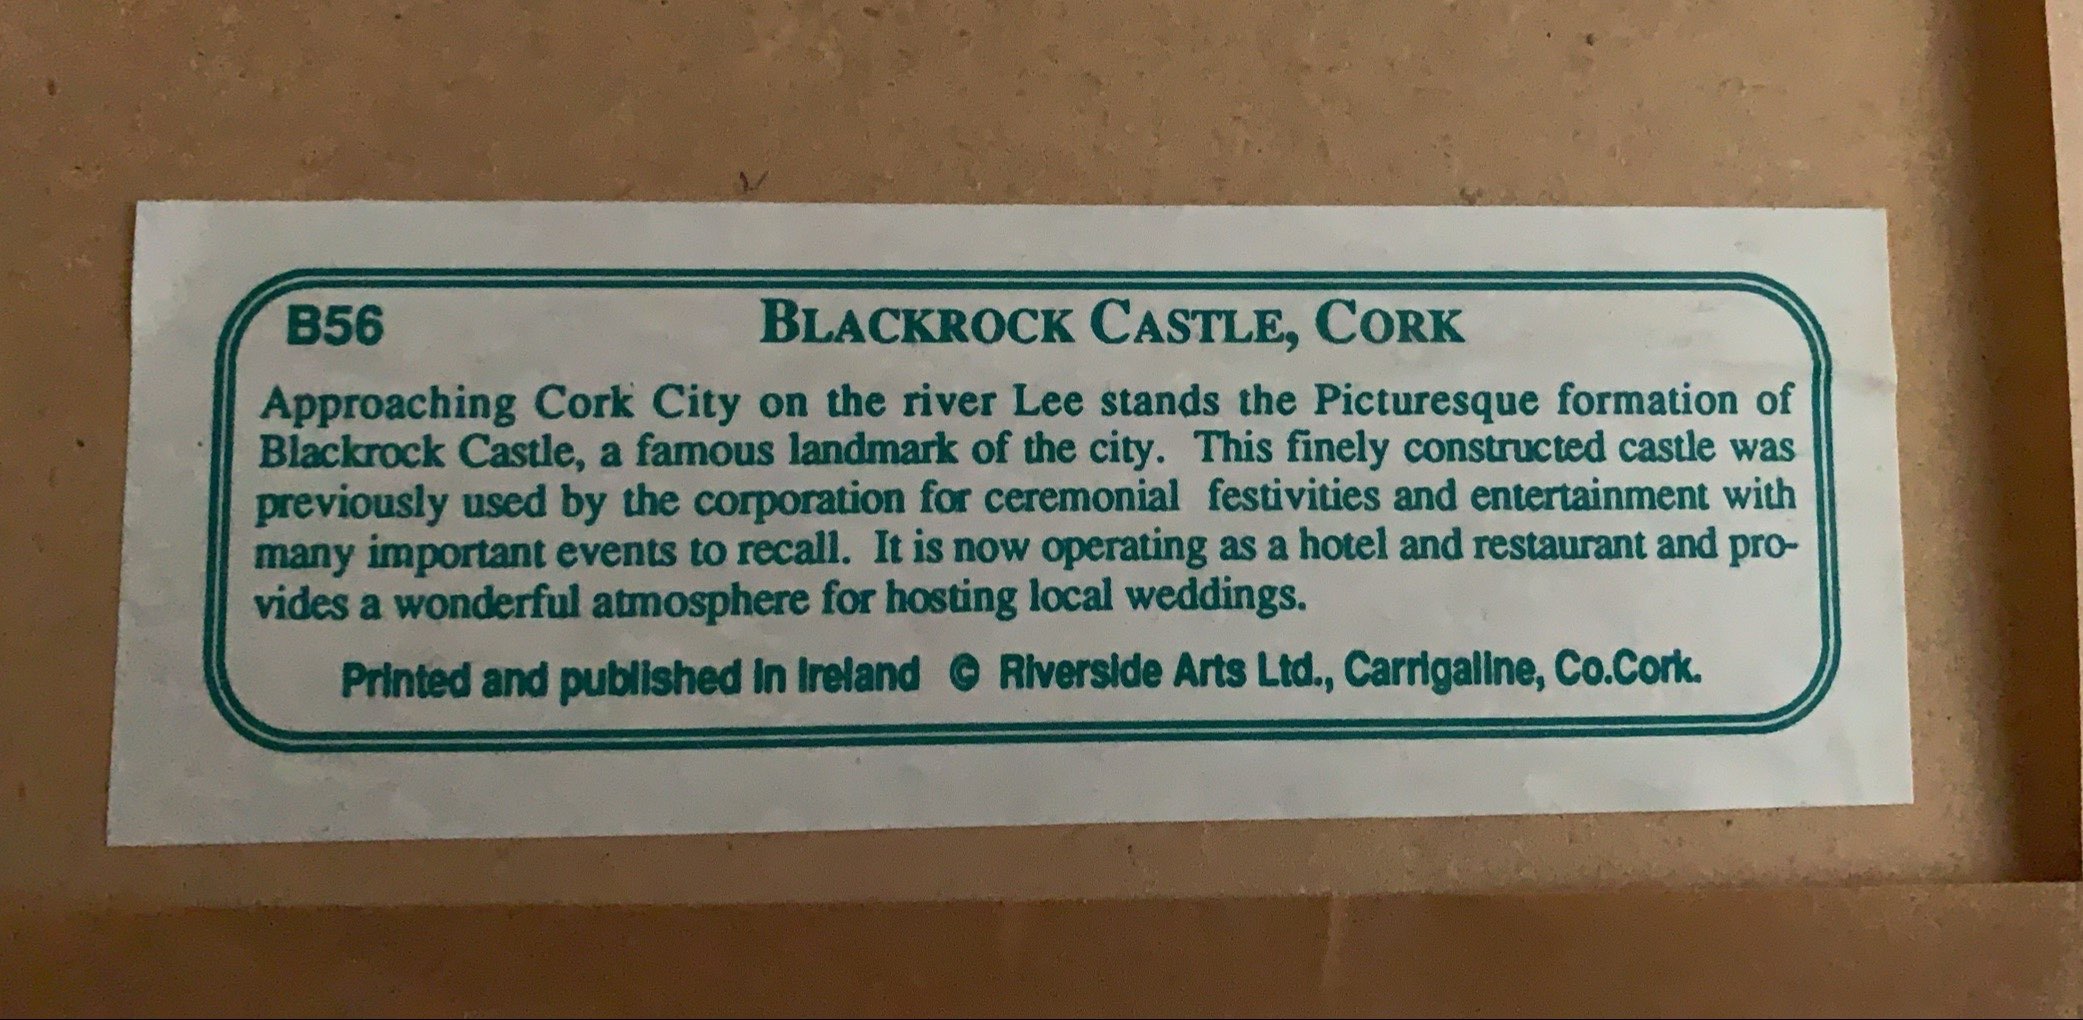 B56 BLACKROCK CASTLE, CORK
Approaching Cork City on the river Lee stands the Picturesque formation of
Blackrock Castle, a famous landmark of the city. This finely constructed castle was
previously used by the corporation for ceremonial festivities and entertainment with
many important events to recall. It is now operating as a hotel and restaurant and pro-
vides a wonderful atmosphere for hosting local weddings.
Printed and published in Ireland © Riverside Arts Ltd., Carrigaline, Co.Cork.